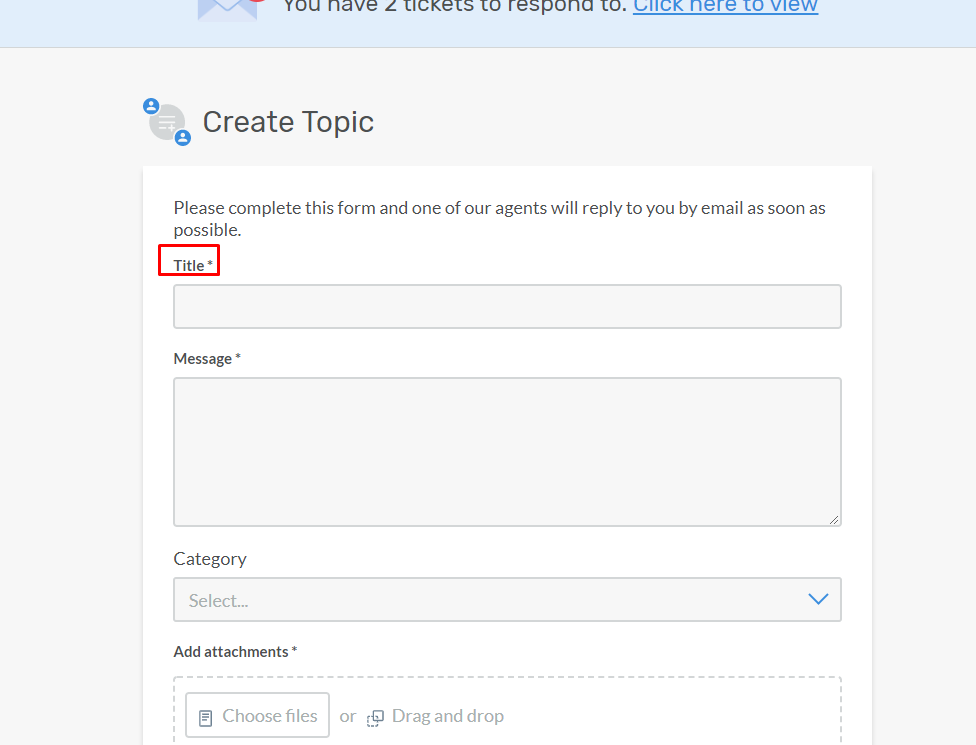 You have 2 tickets to respond to. Click here to view
Create Topic
Please complete this form and one of our agents will reply to you by email as soon as
possible.
Title *
Message *
Category
Select...
Add attachments *
Choose files or Drag and drop